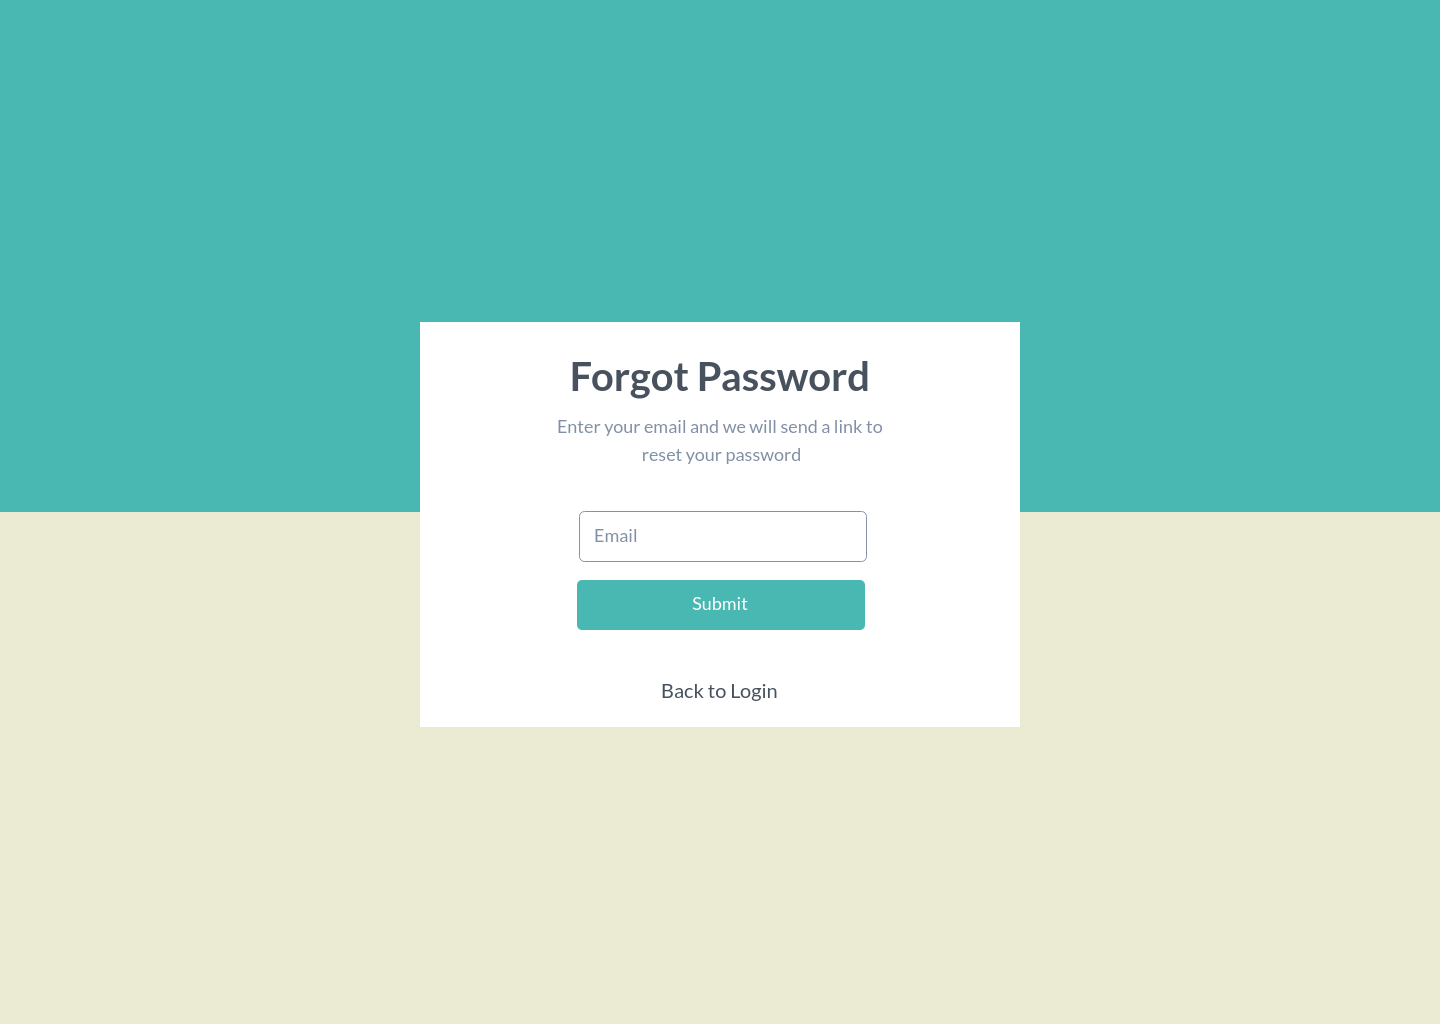 Forgot Password
Enter your email and we will send a link to
reset your password
Email
Submit
Back to Login